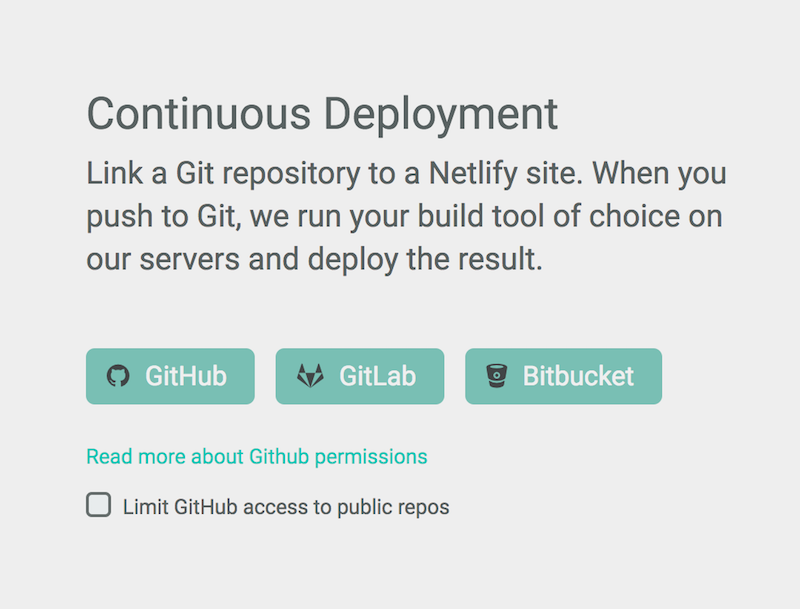 Continuous Deployment
Link a Git repository to a Netlify site. When you
push to Git, we run your build tool of choice on
our servers and deploy the result.
GitHub
GitLab
Bitbucket
Read more about Github permissions
Limit GitHub access to public repos